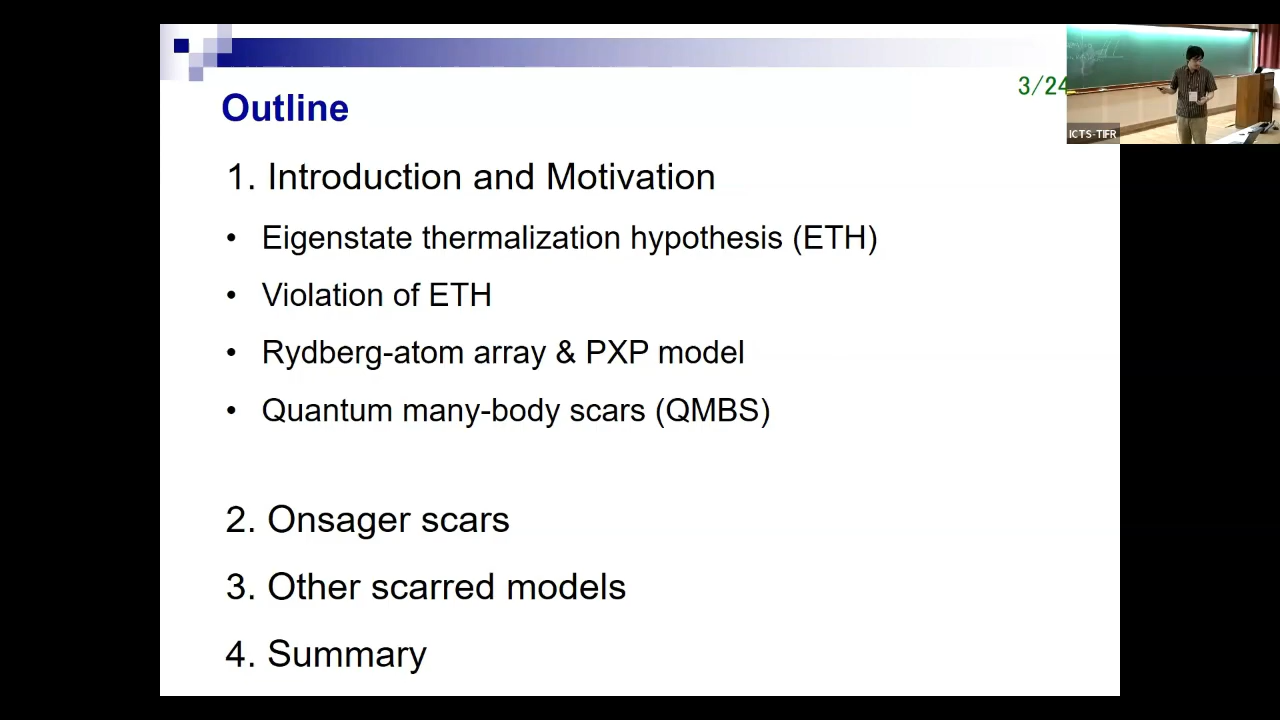 3/24
Outline
1. Introduction and Motivation
• Eigenstate thermalization hypothesis (ETH)
• Violation of ETH
• Rydberg-atom array & PXP model
• Quantum many-body scars (QMBS)
2. Onsager scars
3. Other scarred models
4. Summary
ICTS-TIFR